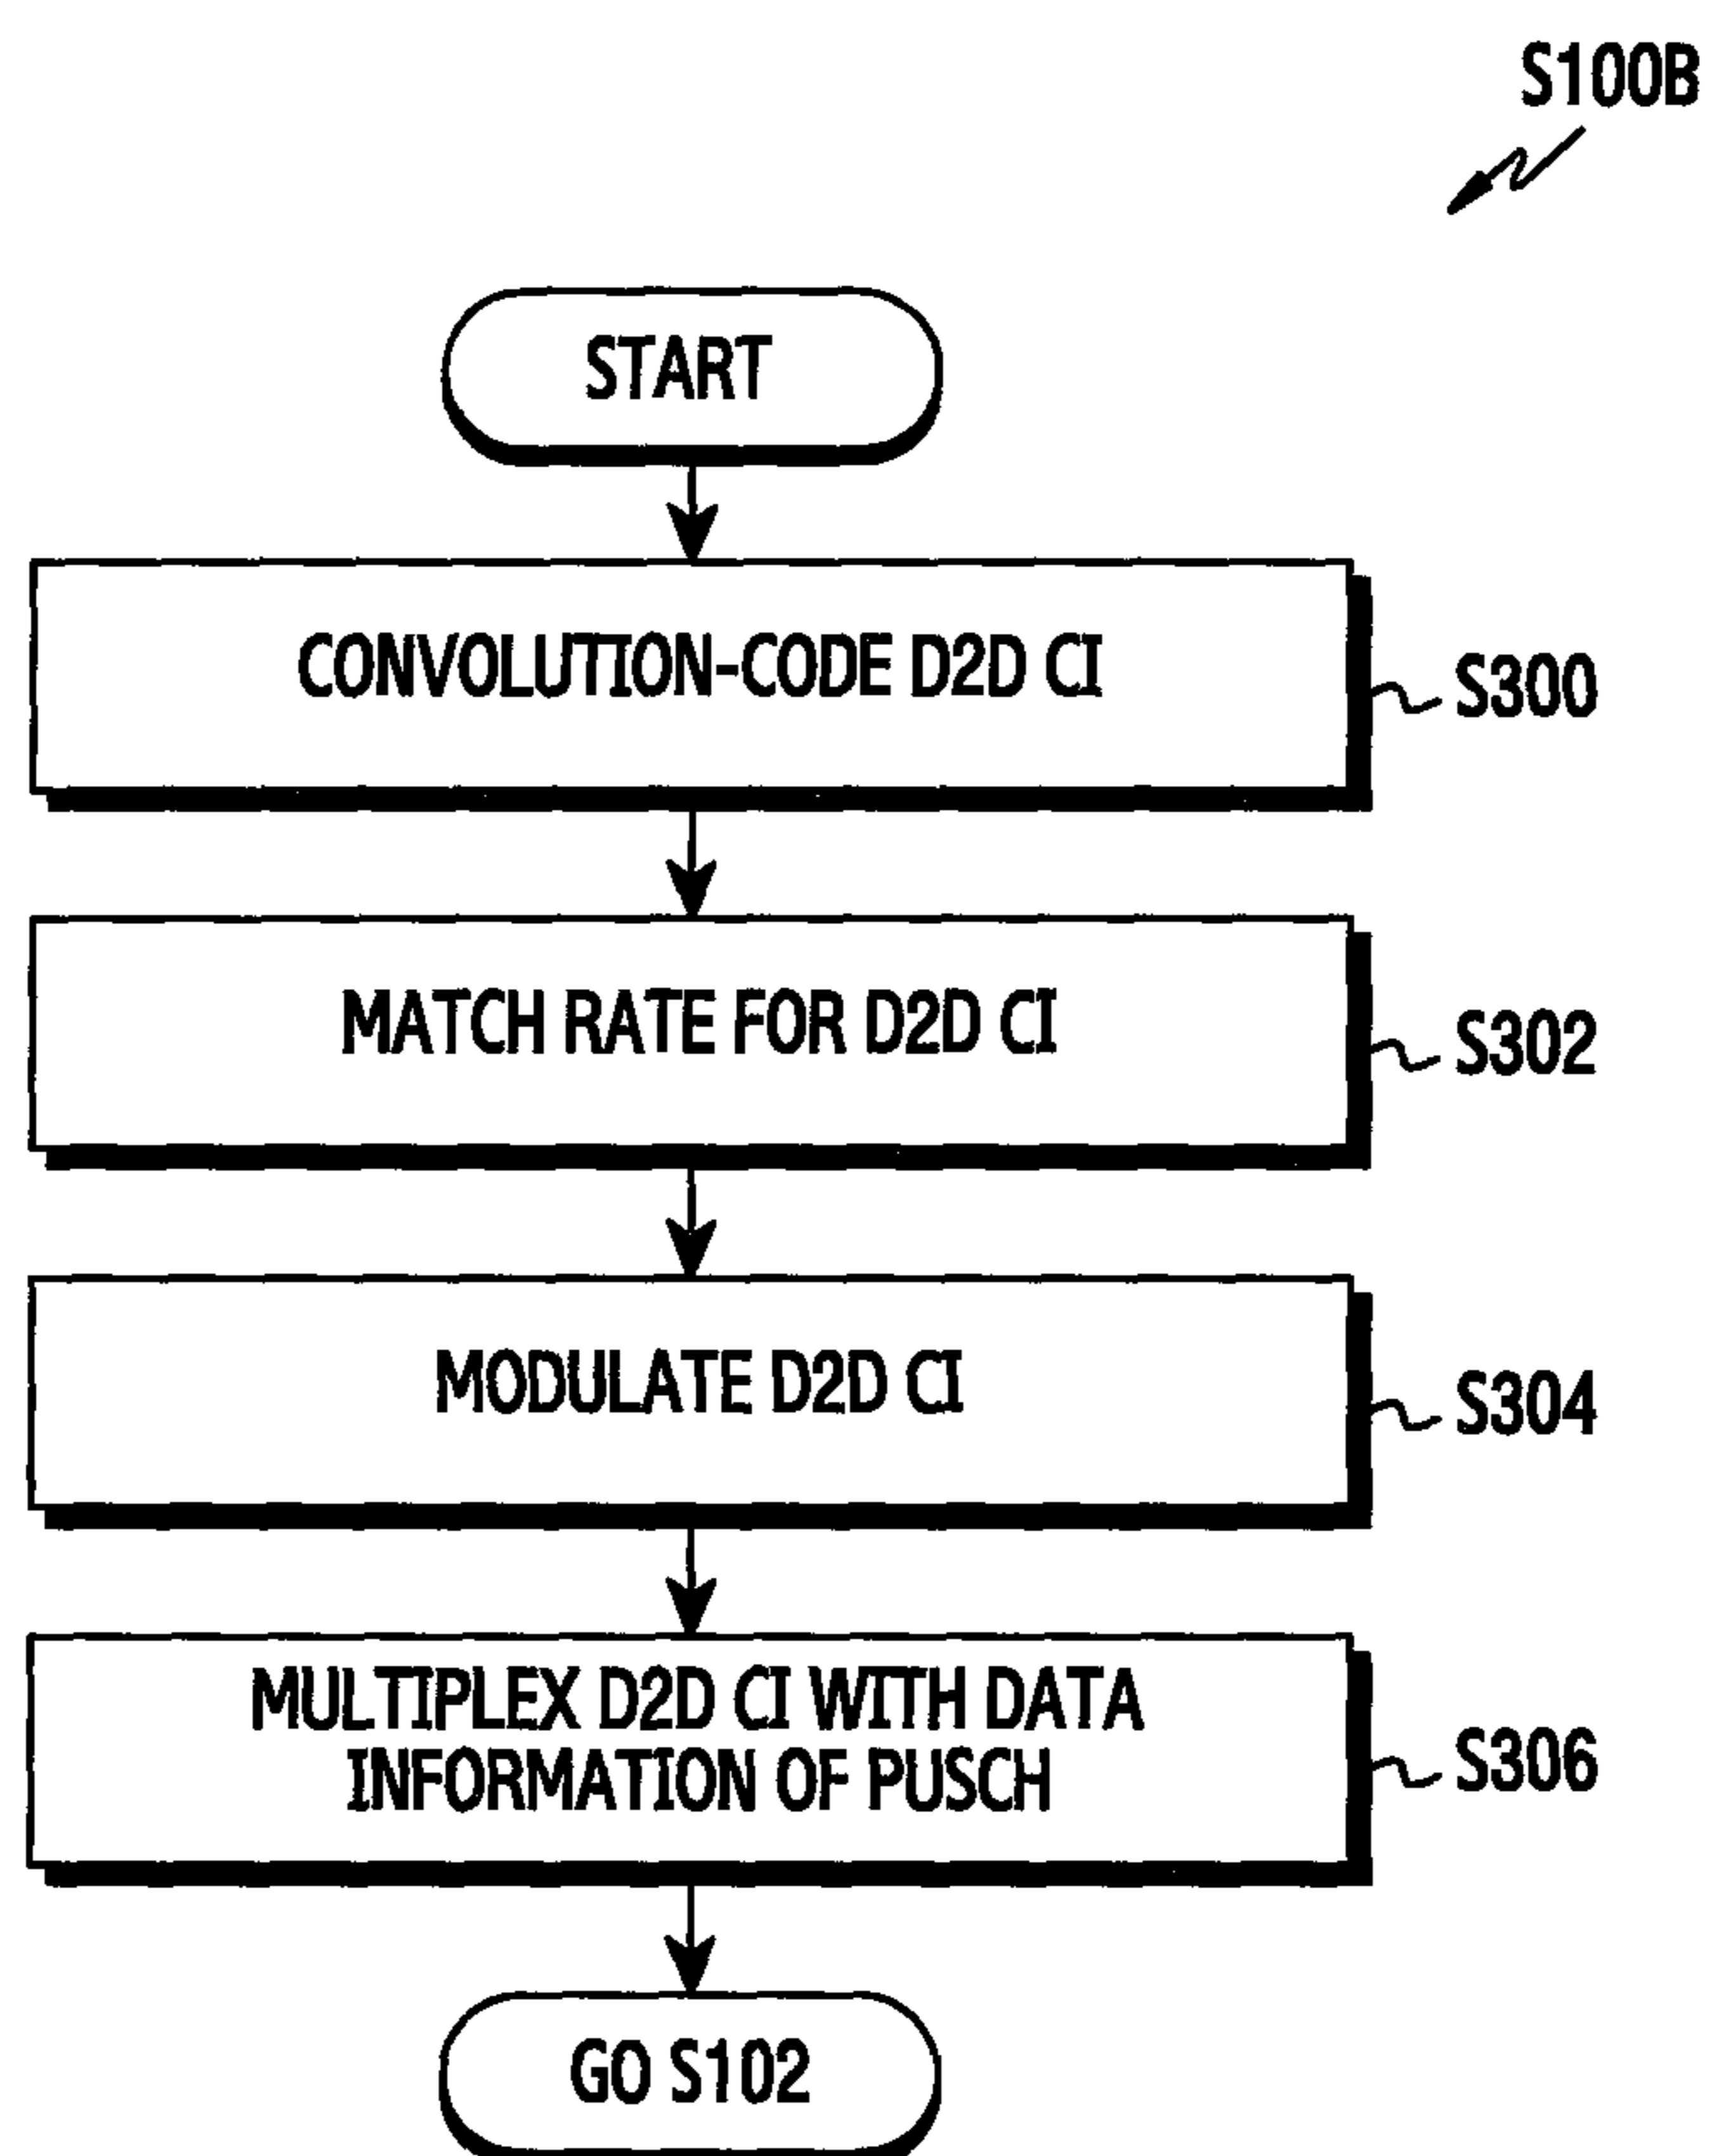 S100B
START
CONVOLUTION-CODE D2D CI
S300
MATCH RATE FOR D2D CI
S302
MODULATE D2D CI
S304
MULTIPLEX D2D CI WITH DATA
INFORMATION OF PUSCH
S306
GO S102